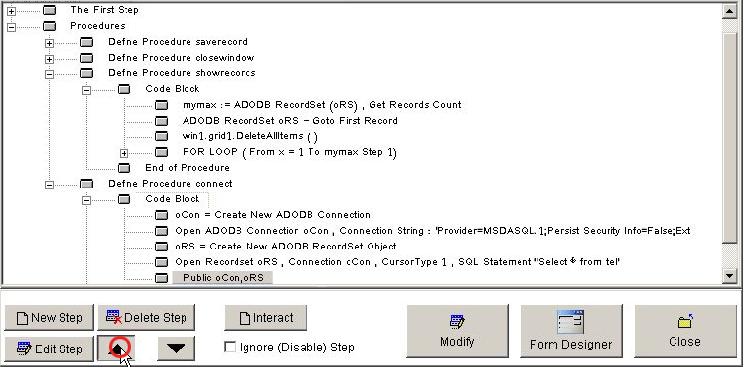 The First Step
Procedures
Define Procedure saverecord
Define Procedure closewindow
Define Procedure showrecorcs
Code Block
mymax := ADODB RecordSet (oRS) , Get Records Count
ADODB RecordSet oRS - Goto First Record
win1.grid1.DeleteAllItems ( )
FOR LOOP ( From x = 1 To mymax Step 1)
End of Procedure
Define Procedure connect
Code Block
oCon = Create New ADODB Connection
Open ADODB Connection oCon , Connection String : "Provider=MSDASQL.1;Persist Security Info=False;Ext
oRS = Create New ADODB RecordSet Object
Open Recordset oRS , Connection oCon , CursorType 1 , SQL Statement "Select * from tel"
Public oCon,oRS
New Step Delete Step Interact
Edit Step Ignore (Disable) Step
Modify Form Designer Close